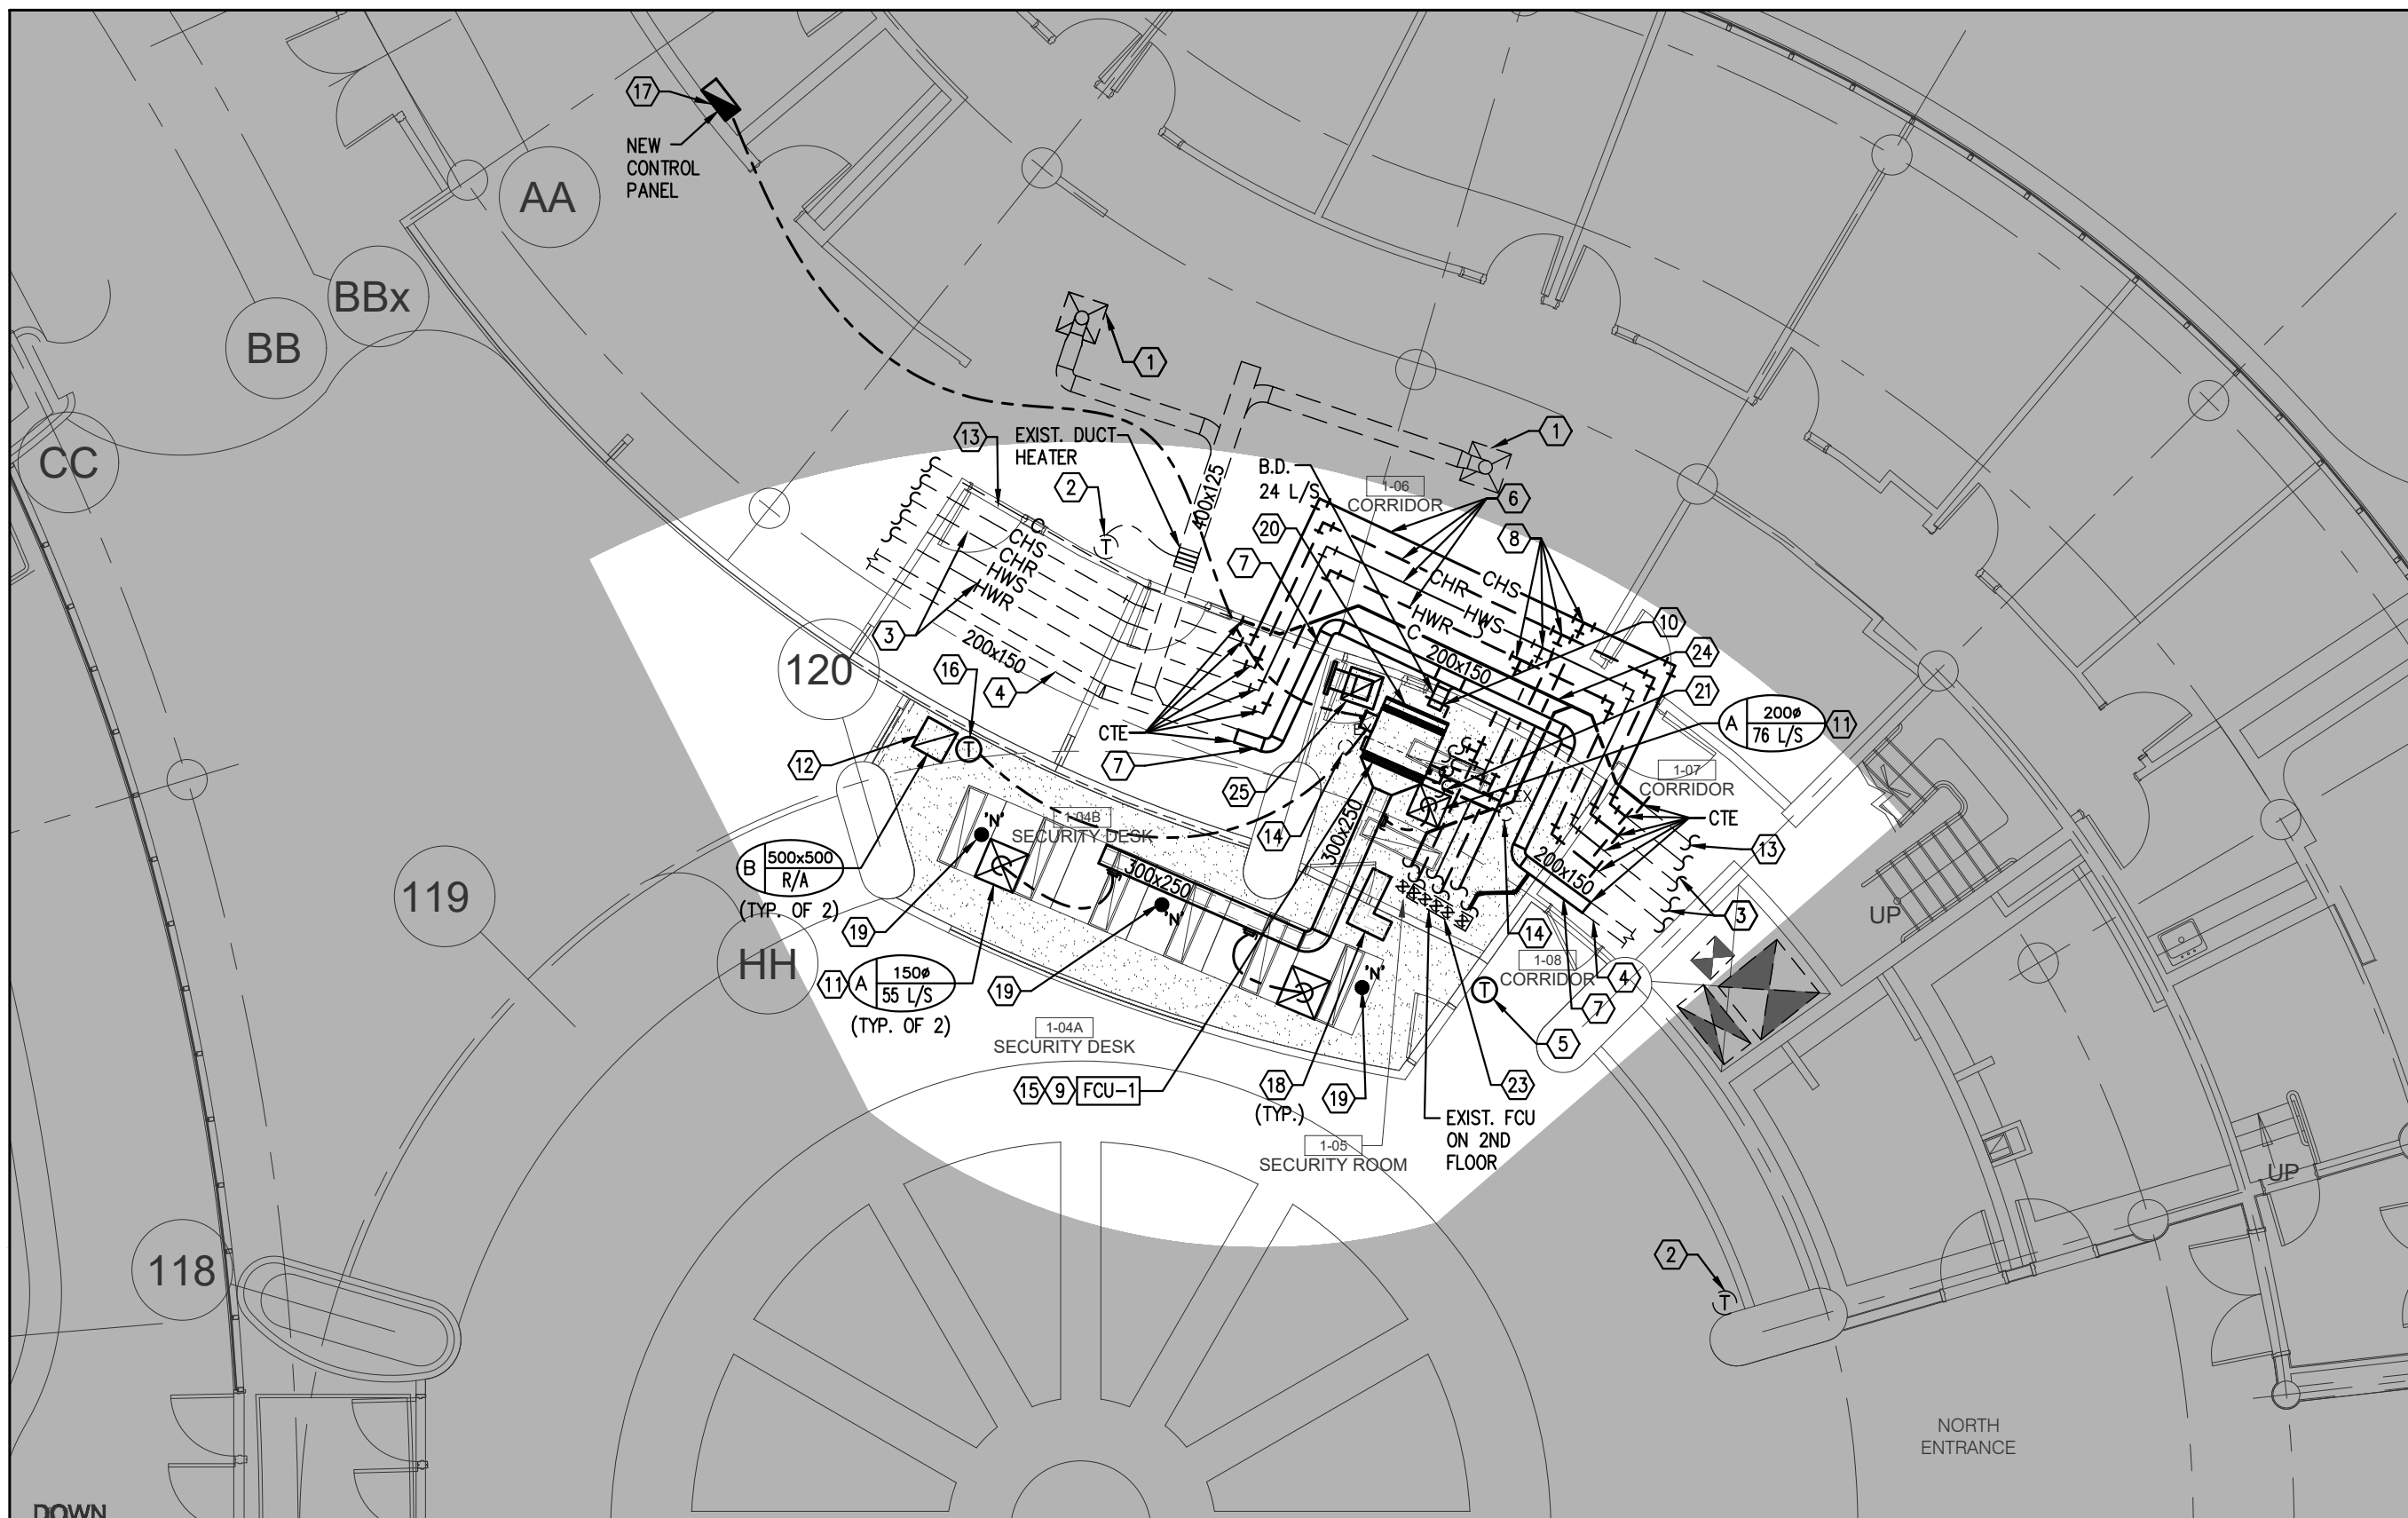 17
NEW
CONTROL
PANEL
AA
BBx
BB
CC
1
1
13
EXIST. DUCT
HEATER
2
400x125
B.D.
24 L/S
1-06
CORRIDOR
6
20
8
7
C
CHS
CHR
HWS
HWR
CHR
CHS
HWR
HWS
C
3
200x150
4
16
120
T
T
200x150
10
24
21
A
200ø
76 L/S
11
CTE
7
12
25
14
EX
1-07
CORRIDOR
CTE
13
1-04B
SECURITY DESK
'N'
300x250
300x250
200x150
B
500x500
R/A
(TYP. OF 2)
19
'N'
119
HH
11
A
150ø
55 L/S
(TYP. OF 2)
19
1-04A
SECURITY DESK
3
UP
14
1-08
CORRIDOR
4
7
'N'
T
5
15
9
FCU-1
18
(TYP.)
19
23
EXIST. FCU
ON 2ND
FLOOR
1-05
SECURITY ROOM
UP
118
2
T
NORTH
ENTRANCE
DOWN